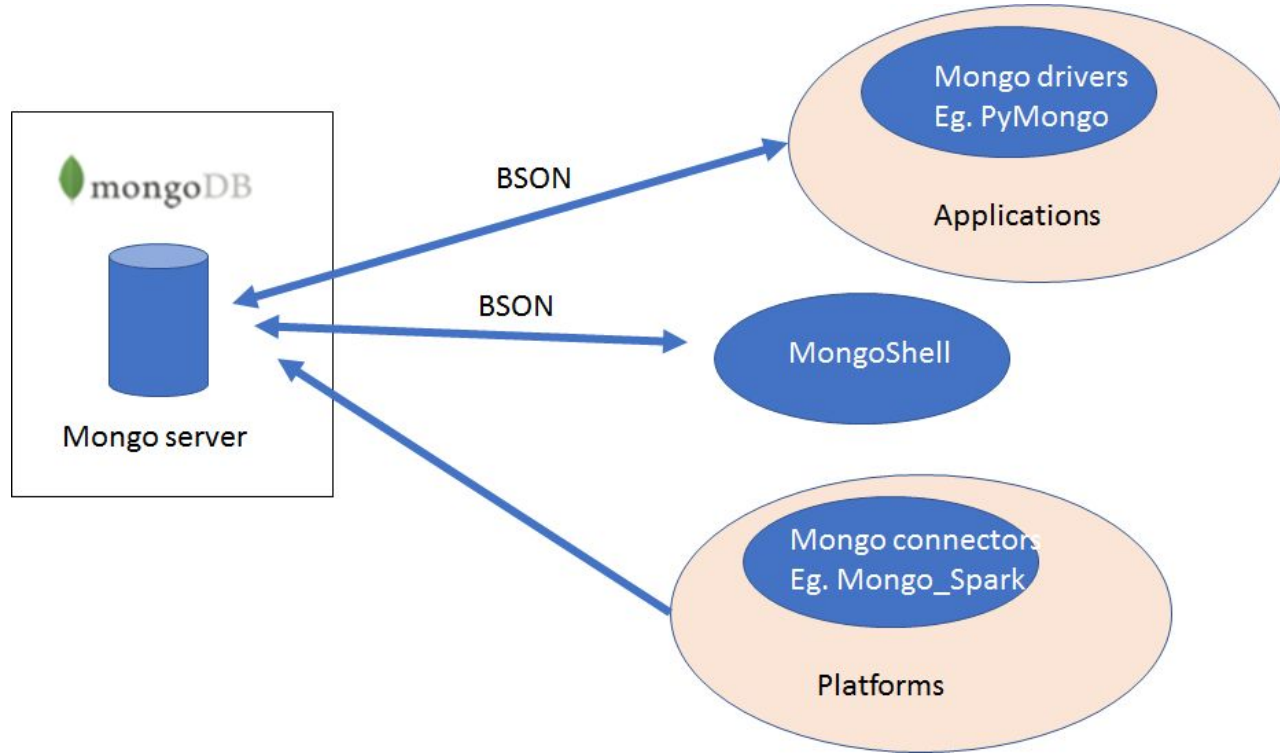 mongoDB
Mongo server
BSON
BSON
Mongo drivers
Eg. PyMongo
Applications
MongoShell
Mongo connectors
Eg. Mongo_Spark
Platforms